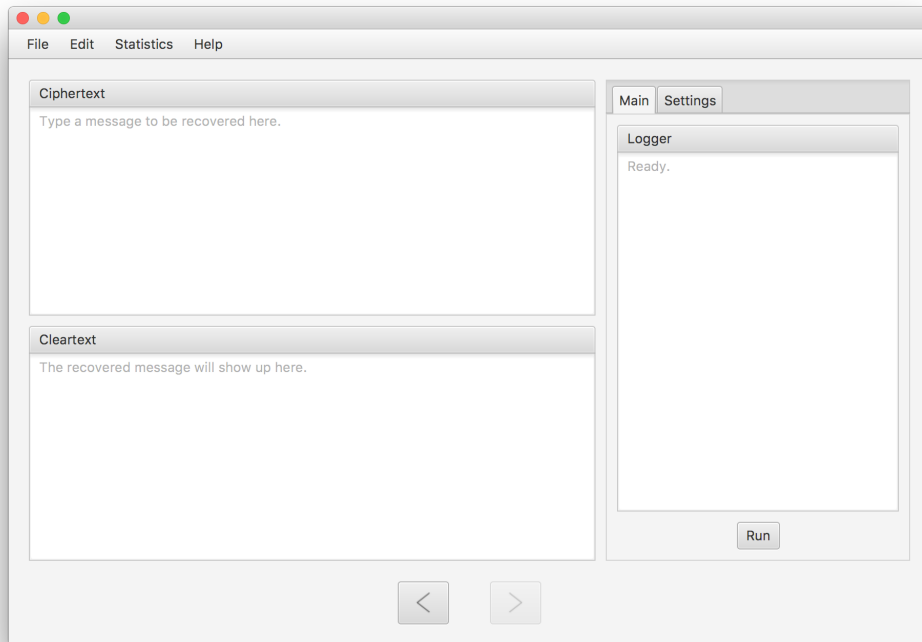 File Edit Statistics Help
Ciphertext
Type a message to be recovered here.
Cleartext
The recovered message will show up here.
Main Settings
Logger
Ready.
Run